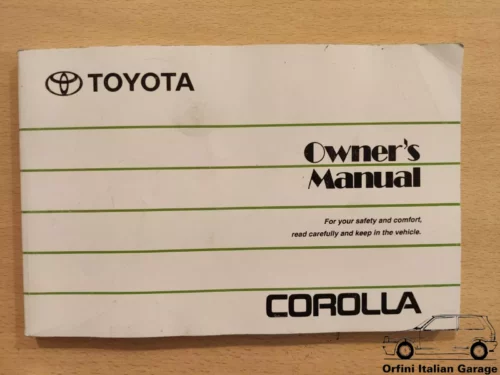 TOYOTA
Owner's
Manual
For your safety and comfort,
read carefully and keep in the vehicle.
COROLLA
Orfini Italian Garage